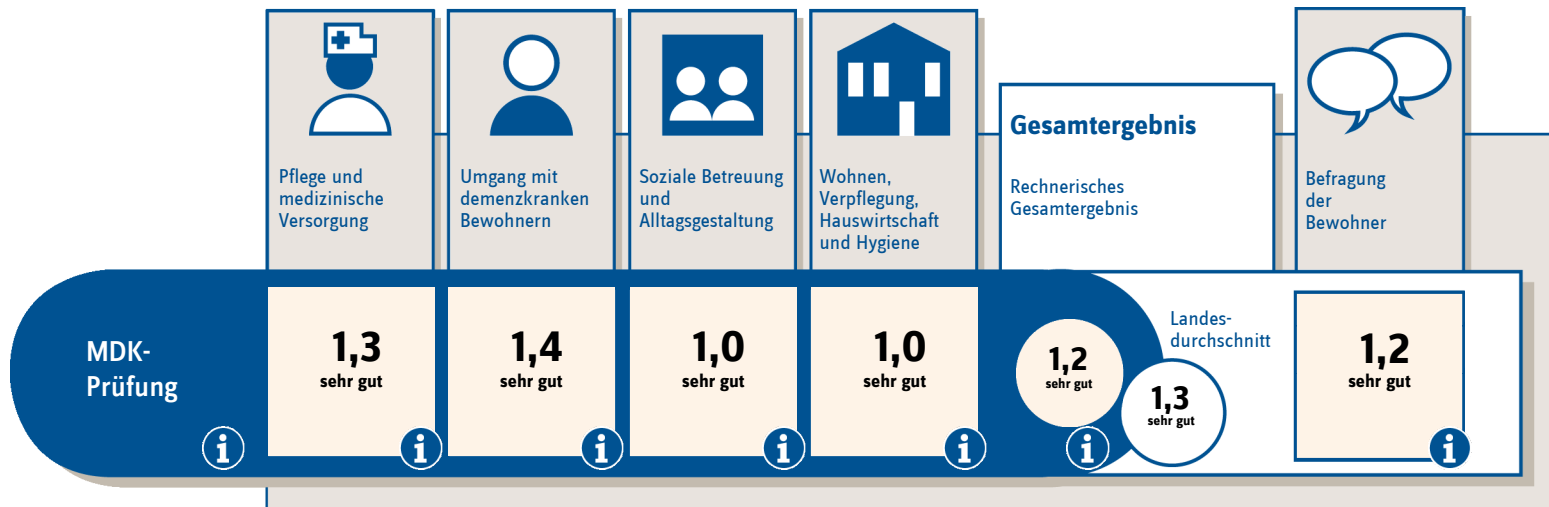 Pflege und
medizinische
Versorgung
Umgang mit
demenzkranken
Bewohnern
Soziale Betreuung
und
Alltagsgestaltung
Wohnen,
Verpflegung,
Hauswirtschaft
und Hygiene
Gesamtergebnis
Rechnerisches
Gesamtergebnis
Befragung
der
Bewohner
MDK-
Prüfung
i
1,3
sehr gut
i
1,4
sehr gut
i
1,0
sehr gut
i
1,0
sehr gut
i
1,2
sehr gut
i
Landes-
durchschnitt
1,3
sehr gut
1,2
sehr gut
i